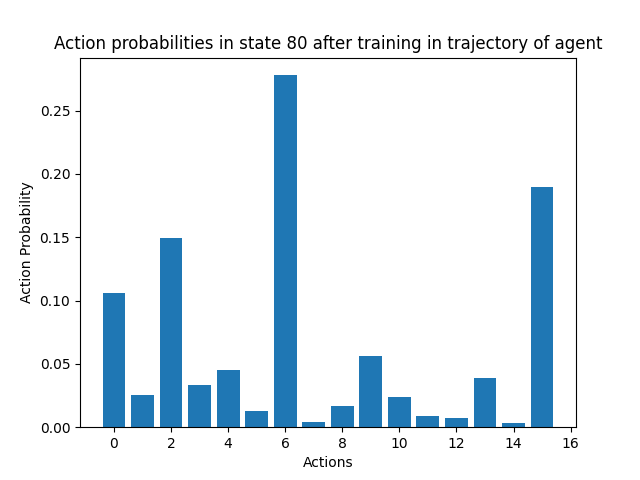 Action probabilities in state 80 after training in trajectory of agent
0.25
0.20
0.15
0.10
0.05
0.00
Action Probability
0 2 4 6 8 10 12 14 16
Actions